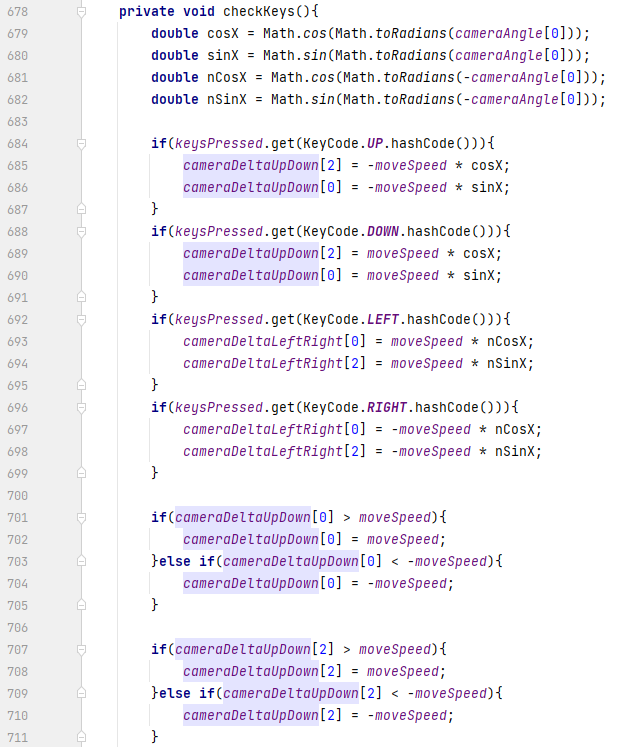 678 private void checkKeys(){
679 double cosX = Math.cos(Math.toRadians(cameraAngle[0]));
680 double sinX = Math.sin(Math.toRadians(cameraAngle[0]));
681 double nCosX = Math.cos(Math.toRadians(-cameraAngle[0]));
682 double nSinX = Math.sin(Math.toRadians(-cameraAngle[0]));
683
684 if(keysPressed.get(KeyCode.UP.hashCode())){
685 cameraDeltaUpDown[2] = -moveSpeed * cosX;
686 cameraDeltaUpDown[0] = -moveSpeed * sinX;
687 }
688 if(keysPressed.get(KeyCode.DOWN.hashCode())){
689 cameraDeltaUpDown[2] = moveSpeed * cosX;
690 cameraDeltaUpDown[0] = moveSpeed * sinX;
691 }
692 if(keysPressed.get(KeyCode.LEFT.hashCode())){
693 cameraDeltaLeftRight[0] = moveSpeed * nCosX;
694 cameraDeltaLeftRight[2] = moveSpeed * nSinX;
695 }
696 if(keysPressed.get(KeyCode.RIGHT.hashCode())){
697 cameraDeltaLeftRight[0] = -moveSpeed * nCosX;
698 cameraDeltaLeftRight[2] = -moveSpeed * nSinX;
699 }
700
701 if(cameraDeltaUpDown[0] > moveSpeed){
702 cameraDeltaUpDown[0] = moveSpeed;
703 }else if(cameraDeltaUpDown[0] < -moveSpeed){
704 cameraDeltaUpDown[0] = -moveSpeed;
705 }
706
707 if(cameraDeltaUpDown[2] > moveSpeed){
708 cameraDeltaUpDown[2] = moveSpeed;
709 }else if(cameraDeltaUpDown[2] < -moveSpeed){
710 cameraDeltaUpDown[2] = -moveSpeed;
711 }